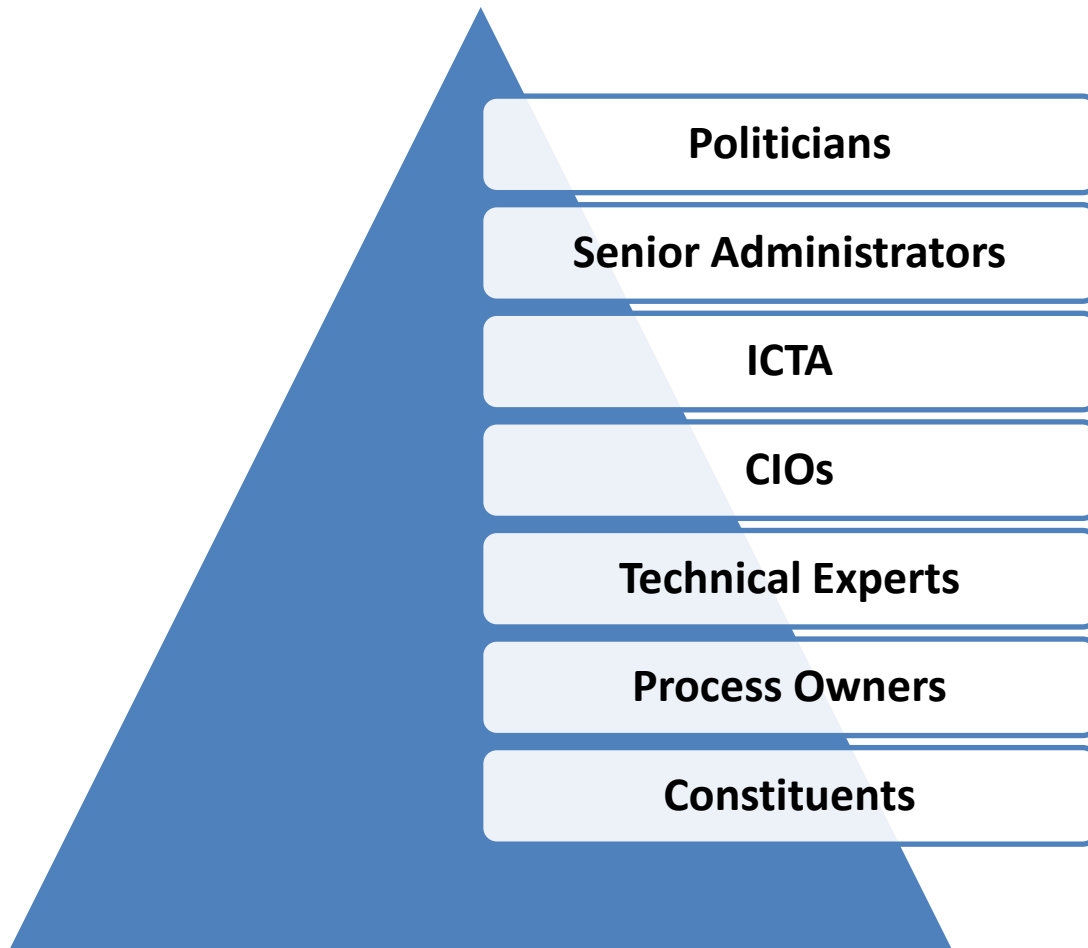 Politicians
Senior Administrators
ICTA
CIOs
Technical Experts
Process Owners
Constituents